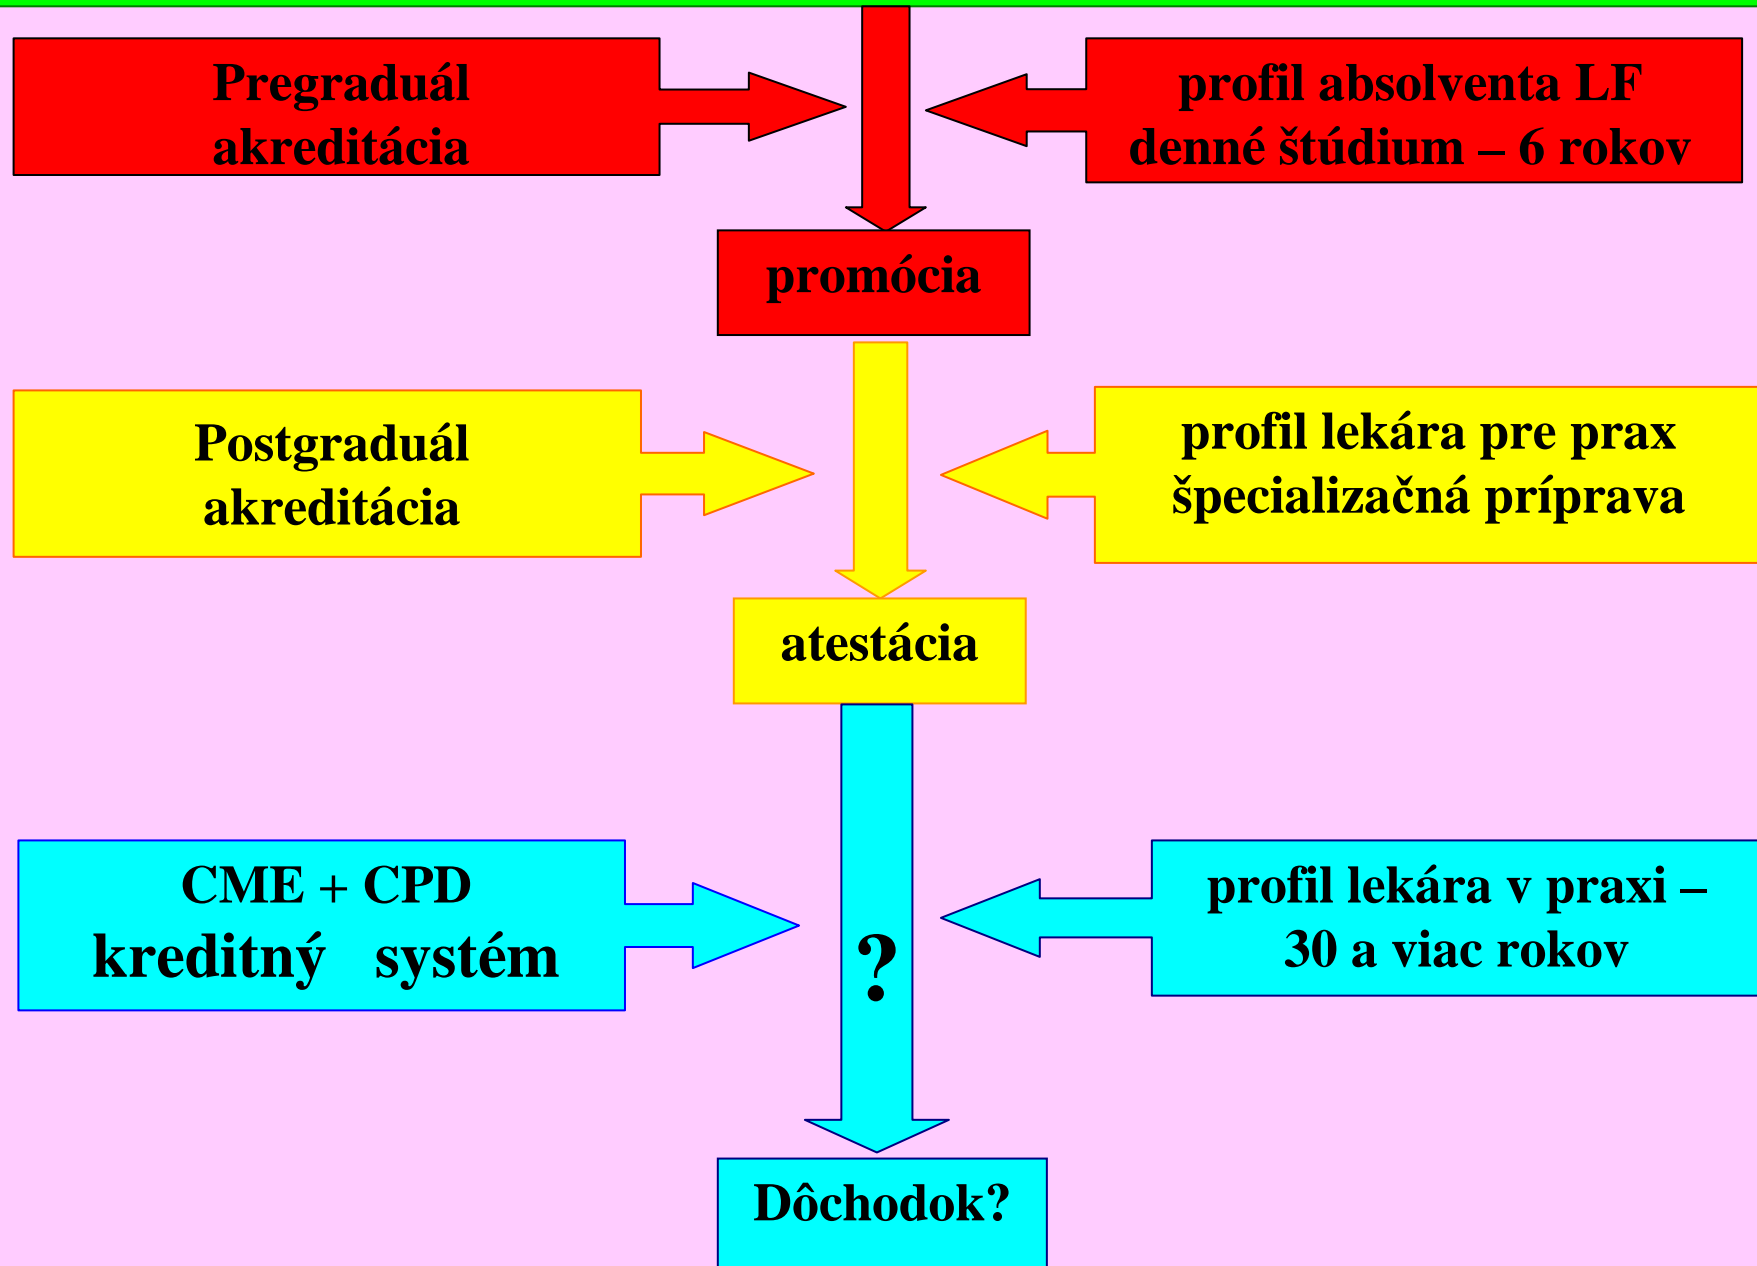 Pregraduál
akreditácia
profil absolventa LF
denné štúdium – 6 rokov
promócia
Postgraduál
akreditácia
profil lekára pre prax
špecializačná príprava
atestácia
CME + CPD
kreditný systém
?
profil lekára v praxi –
30 a viac rokov
Dôchodok?